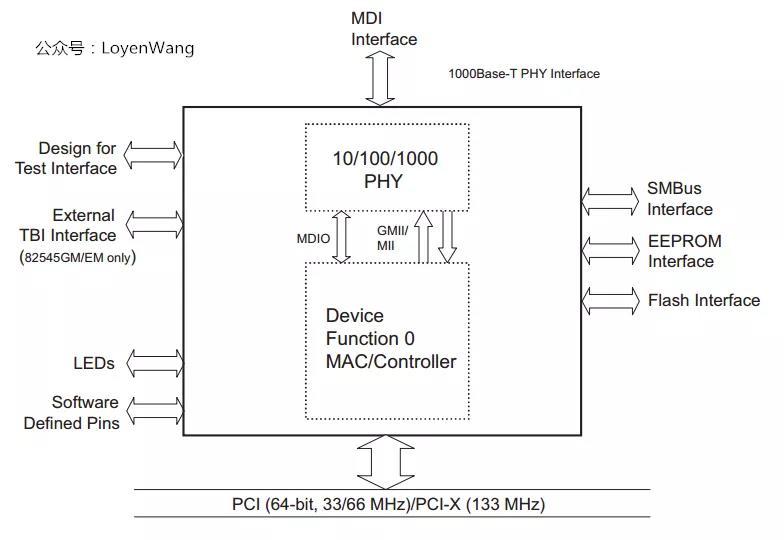 公众号：LoyenWang
MDI
Interface
1000Base-T PHY Interface
10/100/1000
PHY
Design for
Test Interface
External
TBI Interface
(82545GM/EM only)
MDIO
GMII/
MII
SMBus
Interface
EEPROM
Interface
Flash Interface
Device
Function 0
MAC/Controller
LEDs
Software
Defined Pins
PCI (64-bit, 33/66 MHz)/PCI-X (133 MHz)